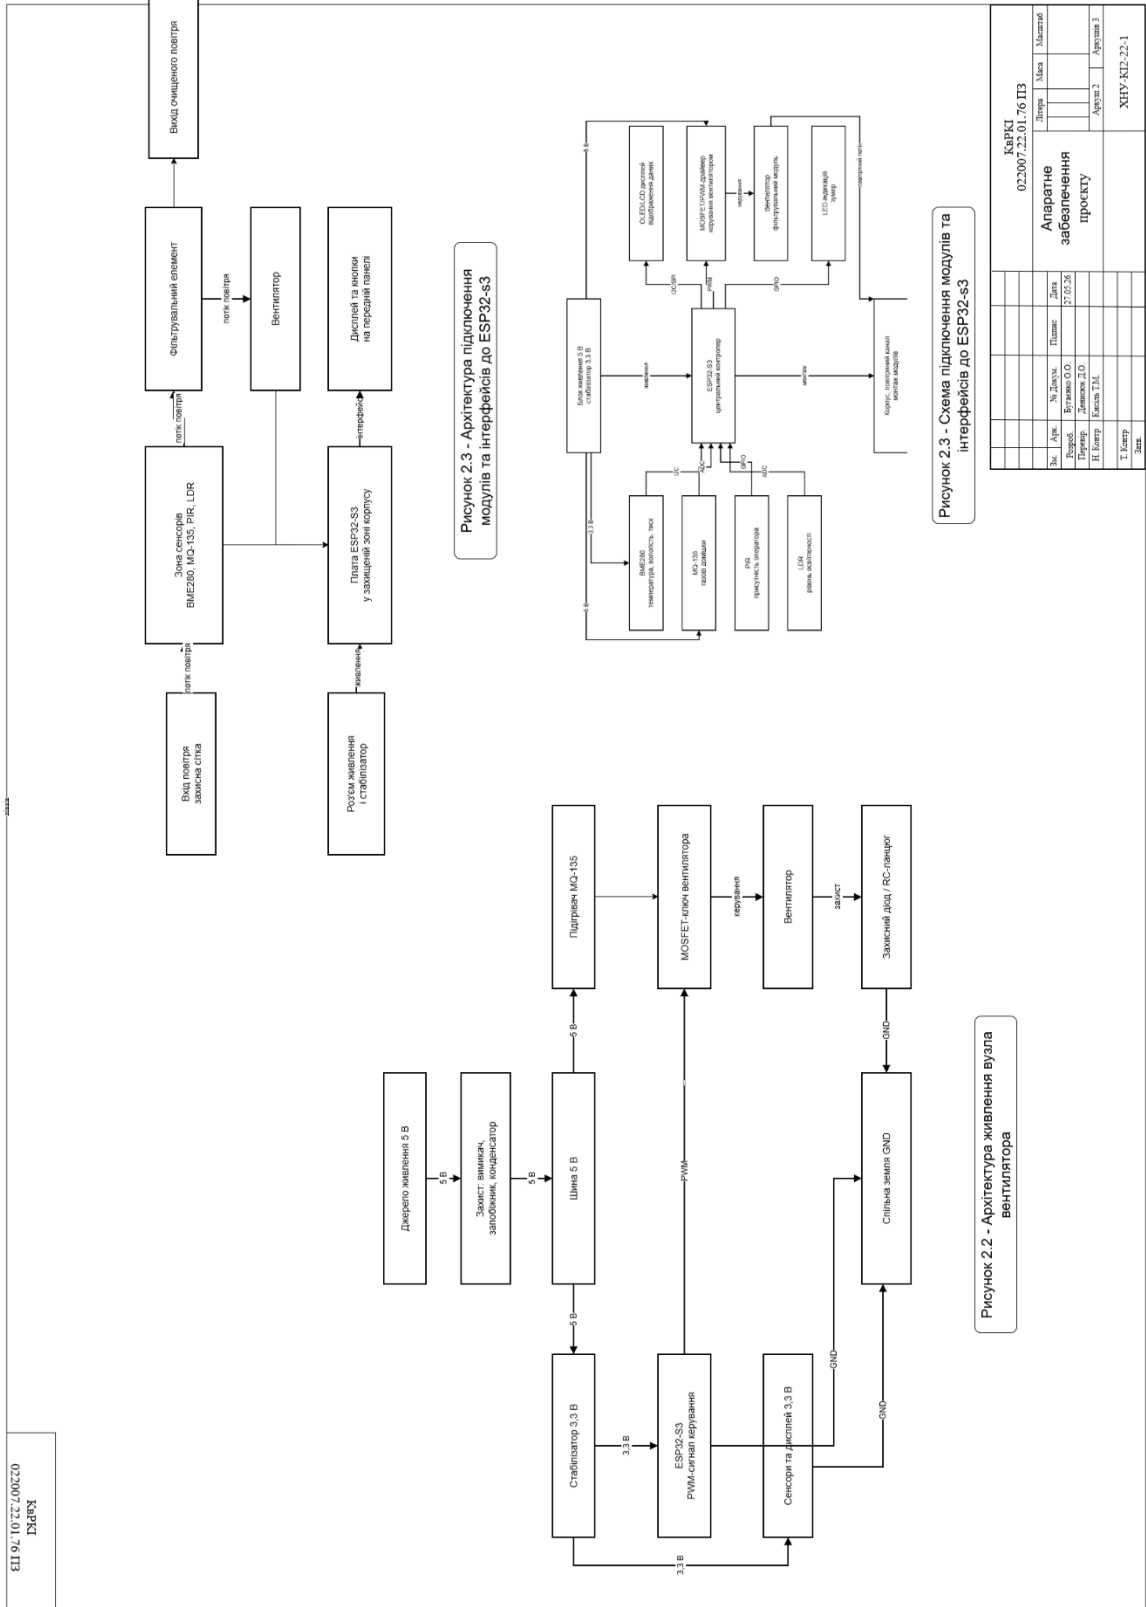 КвРКІ
022007.22.01.76 ПЗ
Вхід повітря
захисна сітка
потік повітря
Зона сенсорів
BME280, MQ-135, PIR, LDR
потік повітря
Фільтрувальний елемент
Вихід очищеного повітря
потік повітря
Вентилятор
Роз'єм живлення
і стабілізатор
живлення
Плата ESP32-S3
у захищеній зоні корпусу
інтерфейс
Дисплей та кнопки
на передній панелі
Рисунок 2.3 - Архітектура підключення
модулів та інтерфейсів до ESP32-s3
Джерело живлення 5 В
5 В
Захист: вимикач,
запобіжник, конденсатор
5 В
Стабілізатор 3,3 В
5 В
Шина 5 В
5 В
Підігрівач MQ-135
3,3 В
ESP32-S3
PWM-сигнал керування
PWM
MOSFET-ключ вентилятора
керування
3,3 В
Сенсори та дисплей 3,3 В
Вентилятор
захист
GND
GND
Спільна земля GND
GND
Захисний діод / RC-ланцюг
Рисунок 2.2 - Архітектура живлення вузла
вентилятора
5 В
3,3 В
5 В
Блок живлення 5 В
стабілізатор 3,3 В
живлення
BME280
температура, вологість, тиск
I2C
MQ-135
газові домішки
ADC
PIR
присутність оператора
GPIO
LDR
рівень освітленості
ADC
ESP32-S3
центральний контролер
I2C/SPI
PWM
GPIO
монтаж
OLED/LCD дисплей
відображення даних
MOSFET/PWM-драйвер
керування вентилятором
керування
Вентилятор
фільтрувальний модуль
LED-індикація
зумер
повітряний потік
Корпус, повітряний канал
монтаж модулів
Рисунок 2.3 - Схема підключення модулів та
інтерфейсів до ESP32-s3
КвРКІ
022007.22.01.76 ПЗ
Зм. Арк. № Докум. Підпис Дата
Розроб. Бугаєнко О.О. 27.05.26
Перевір. Денисюк Д.О.
Н. Контр Кисіль Т.М.
Т. Контр
Затв.
Апаратне
забезпечення
проєкту
Літера Маса Масштаб
Аркуш 2 Аркушів 3
ХНУ-КІ2-22-1